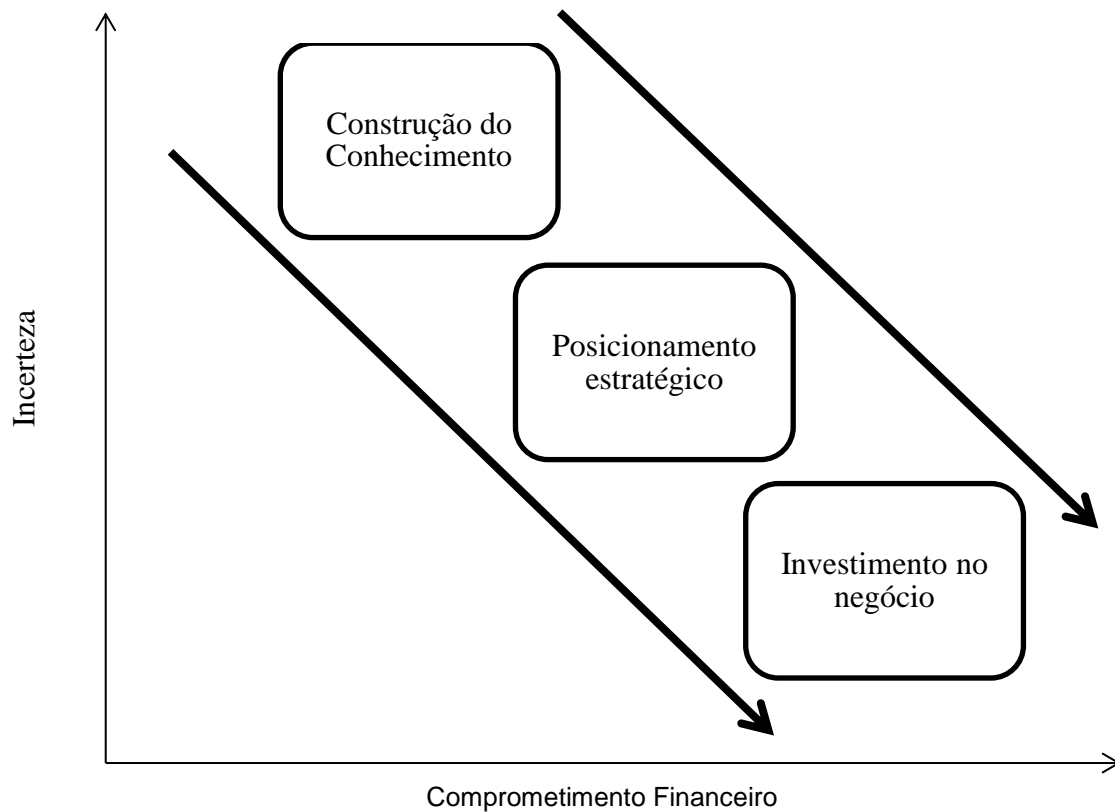 Construção do
Conhecimento
Posicionamento
estratégico
Incerteza
Investimento no
negócio
Comprometimento Financeiro